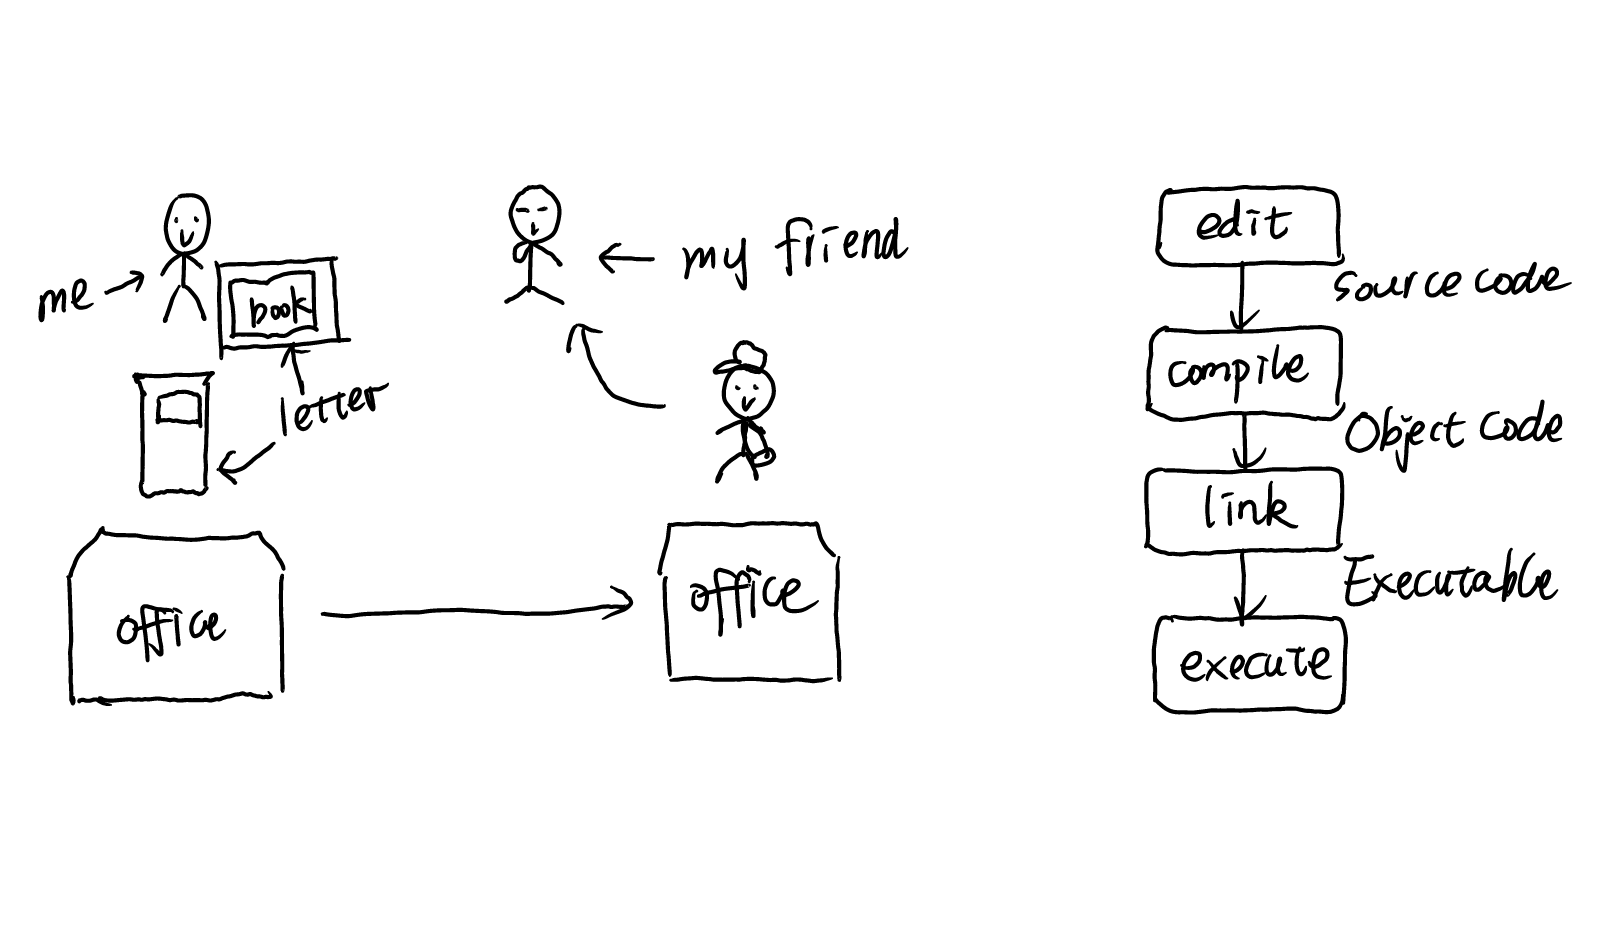 me
book
letter
office
my friend
office
edit
source code
compile
Object code
link
Executable
execute